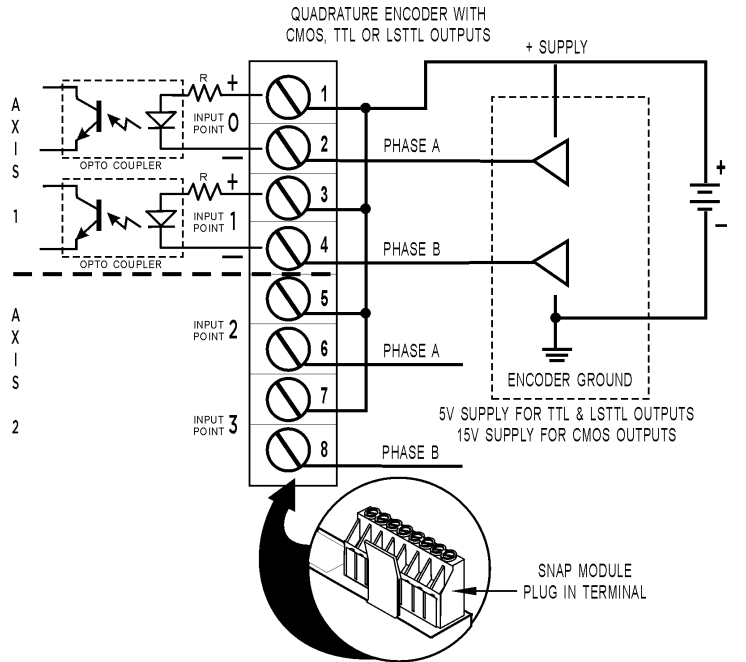 QUADRATURE ENCODER WITH
CMOS, TTL OR LSTTL OUTPUTS
+ SUPPLY
AXIS 1
R
+
INPUT
POINT 0
−
OPTO COUPLER
R
+
INPUT
POINT 1
−
OPTO COUPLER
1
2
3
4
5
6
7
8
PHASE A
PHASE B
+
−
AXIS 2
INPUT
POINT 2
PHASE A
INPUT
POINT 3
PHASE B
ENCODER GROUND
5V SUPPLY FOR TTL & LSTTL OUTPUTS
15V SUPPLY FOR CMOS OUTPUTS
SNAP MODULE
PLUG IN TERMINAL